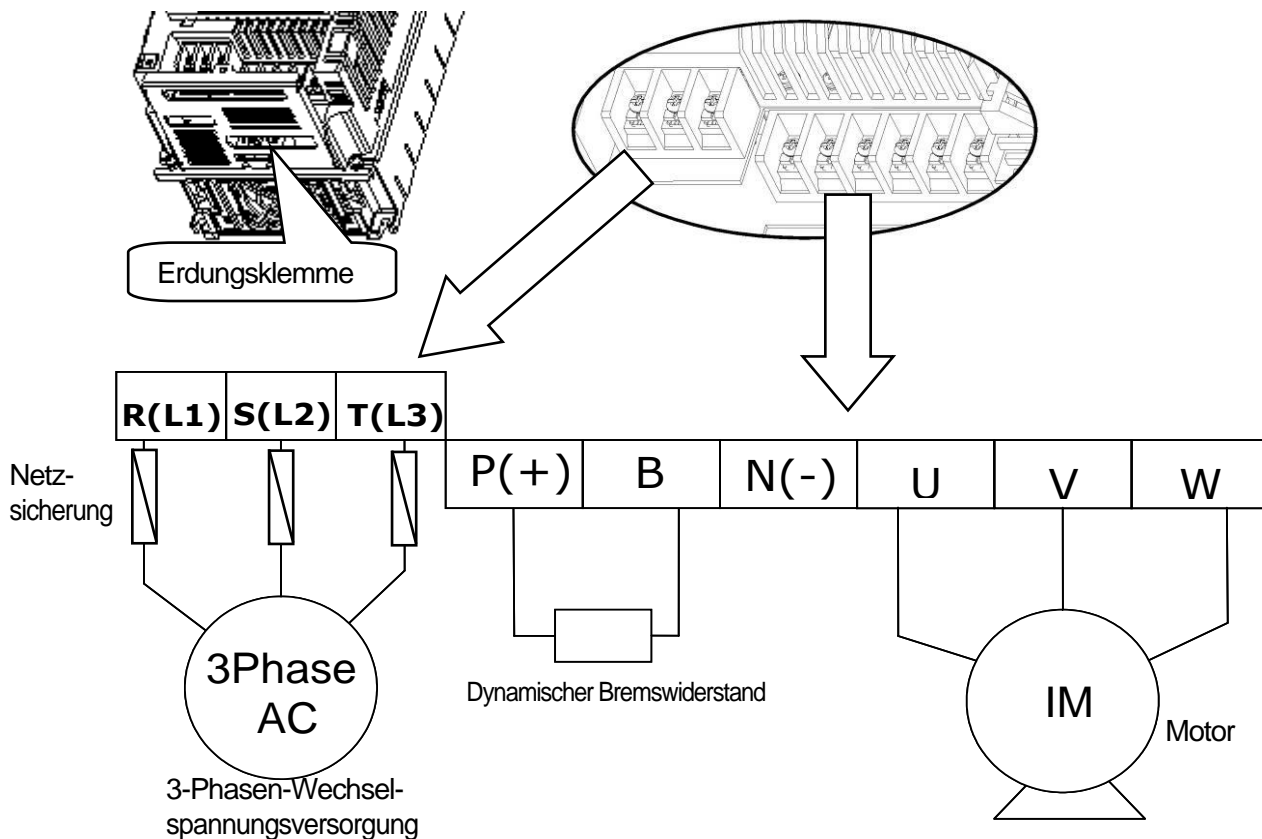 Erdungsklemme
R(L1) S(L2) T(L3)
P(+) B N(-) U V W
Netz-
sicherung
3Phase
AC
Dynamischer Bremswiderstand
IM
Motor
3-Phasen-Wechsel-
spannungsversorgung